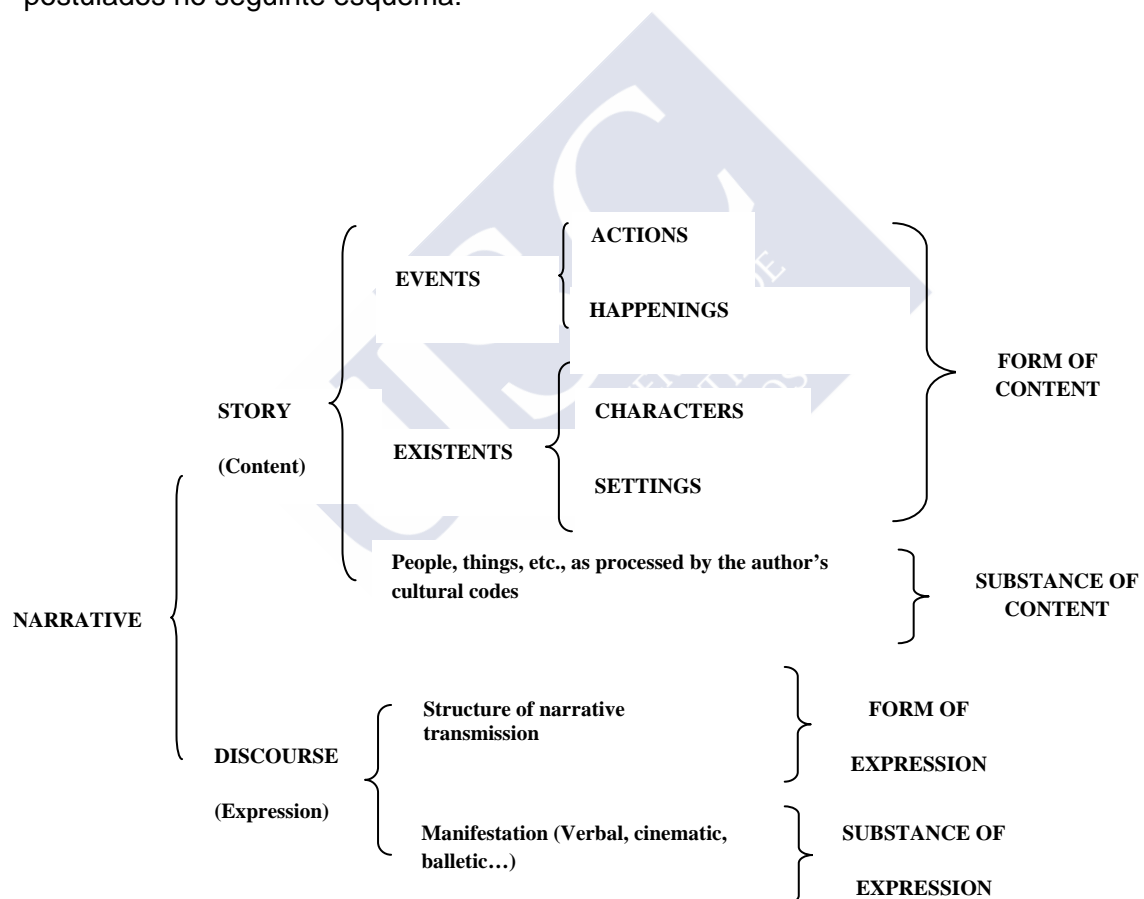 postulados no seguinte esquema:
ACTIONS
EVENTS
HAPPENINGS
FORM OF
CONTENT
STORY
CHARACTERS
(Content)
EXISTENTS
SETTINGS
People, things, etc., as processed by the author's
cultural codes
SUBSTANCE OF
CONTENT
NARRATIVE
Structure of narrative
transmission
FORM OF
EXPRESSION
DISCOURSE
(Expression)
Manifestation (Verbal, cinematic,
balletic…)
SUBSTANCE OF
EXPRESSION